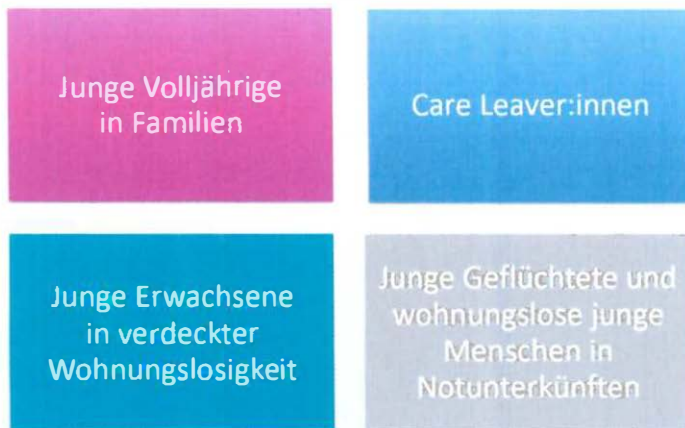 Junge Volljährige
in Familien
Care Leaver:innen
Junge Erwachsene
in verdeckter
Wohnungslosigkeit
Junge Geflüchtete und
wohnungslose junge
Menschen in
Notunterkünften